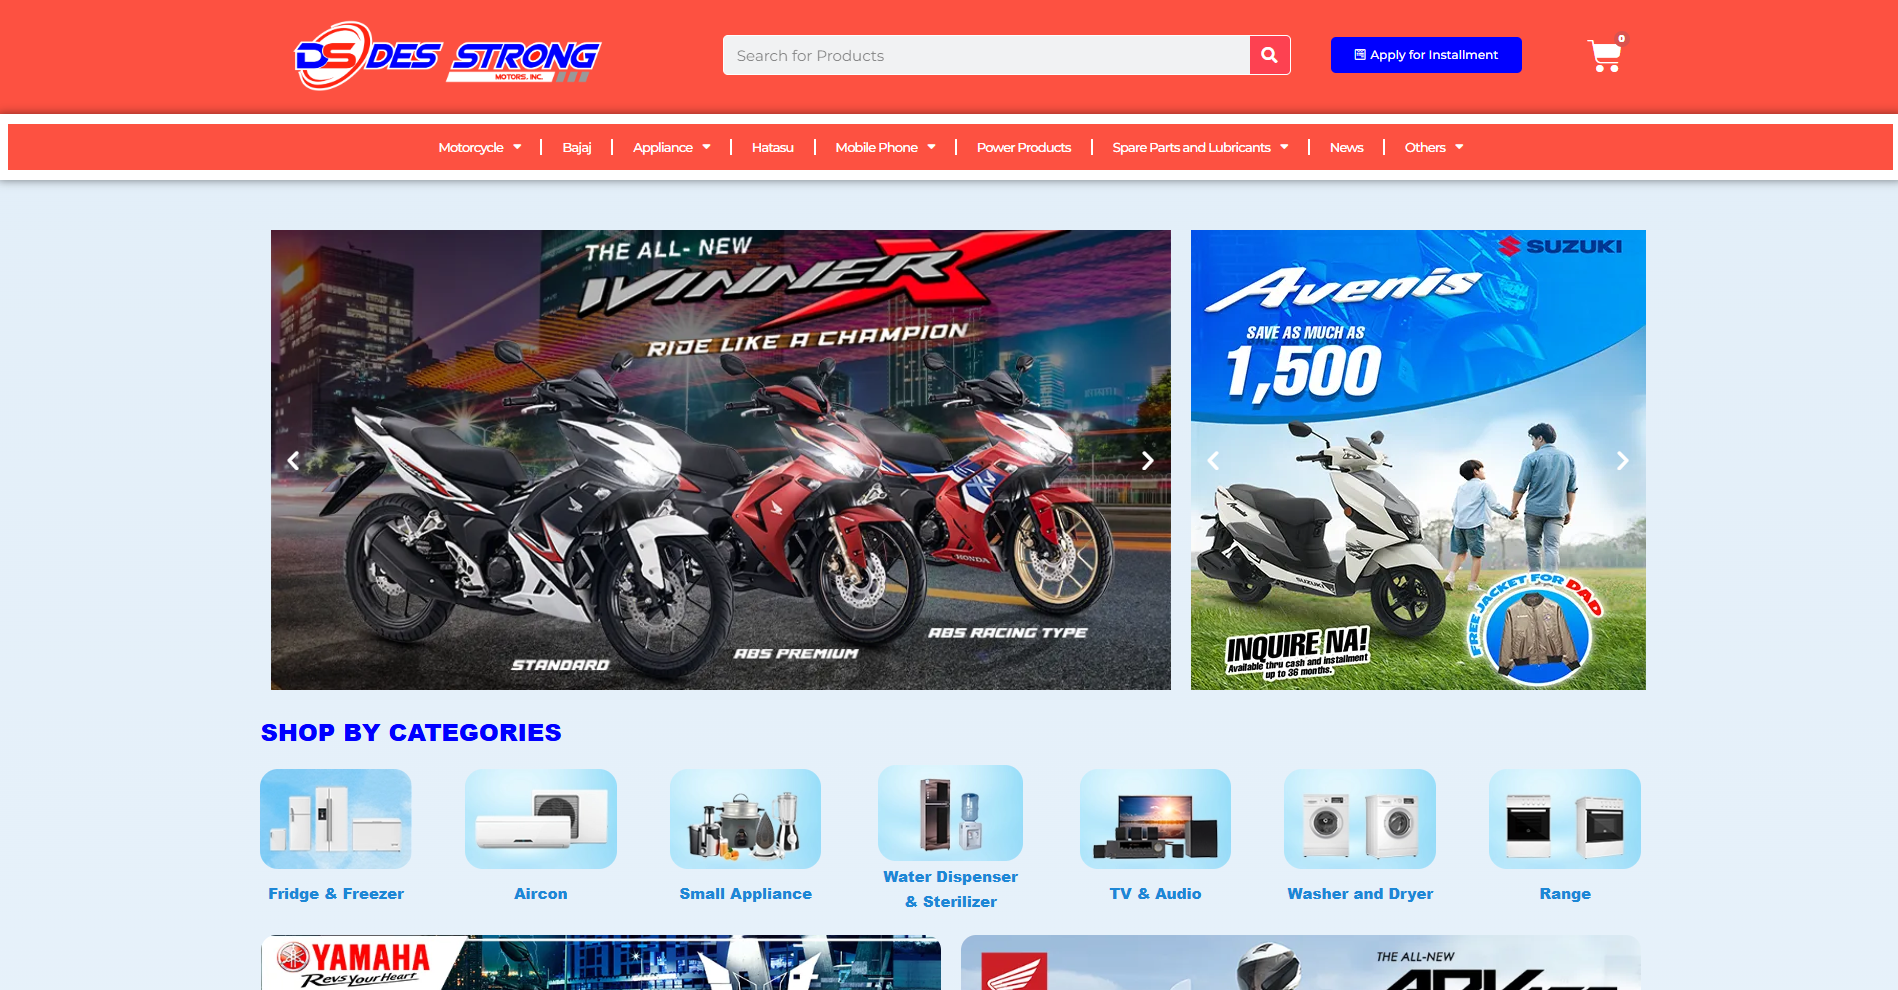 DS DES STRONG
MOTORS. INC.
Search for Products
Apply for Installment
0
Motorcycle
Bajaj
Appliance
Hatasu
Mobile Phone
Power Products
Spare Parts and Lubricants
News
Others
THE ALL- NEW
WINNER X
RIDE LIKE A CHAMPION
HONDA
STANDARD
ABS PREMIUM
ABS RACING TYPE
SUZUKI
Avenis
SAVE AS MUCH AS
1,500
Avenis
SUZUKI
FREE JACKET FOR DAD
INQUIRE NA!
Available thru cash and installment
up to 36 months.
SHOP BY CATEGORIES
Fridge & Freezer
Aircon
Small Appliance
Water Dispenser
& Sterilizer
TV & Audio
Washer and Dryer
Range
YAMAHA
Revs Your Heart
THE ALL-NEW